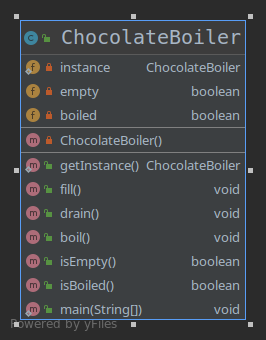 ChocolateBoiler
instance ChocolateBoiler
empty boolean
boiled boolean
ChocolateBoiler()
getInstance() ChocolateBoiler
fill() void
drain() void
boil() void
isEmpty() boolean
isBoiled() boolean
main(String[]) void
Powered by yFiles